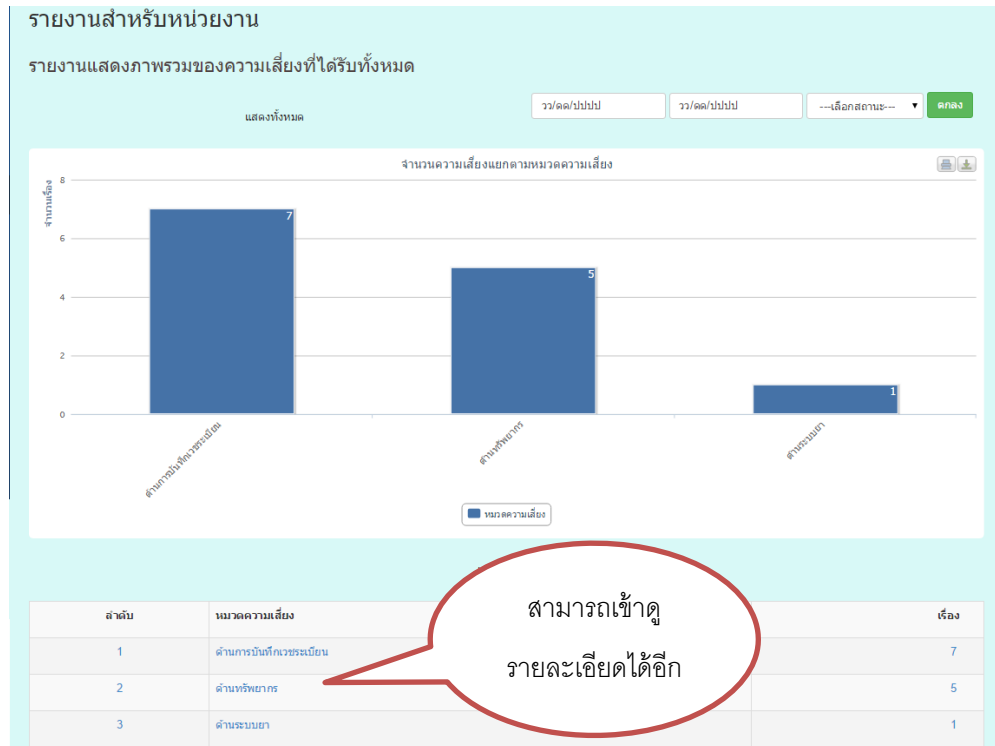 รายงานสำหรับหน่วยงาน
รายงานแสดงภาพรวมของความเสี่ยงที่ได้รับทั้งหมด
แสดงทั้งหมด วว/ดด/ปปปป วว/ดด/ปปปป ---เลือกสถานะ--- ตกลง
จำนวนความเสี่ยงแยกตามหมวดความเสี่ยง
จำนวนเรื่อง
8
6
4
2
0
7
5
1
ด้านการบันทึกเวชระเบียน
ด้านทรัพยากร
ด้านระบบยา
หมวดความเสี่ยง
สามารถเข้าดู
รายละเอียดได้อีก
ลำดับ หมวดความเสี่ยง เรื่อง
1 ด้านการบันทึกเวชระเบียน 7
2 ด้านทรัพยากร 5
3 ด้านระบบยา 1